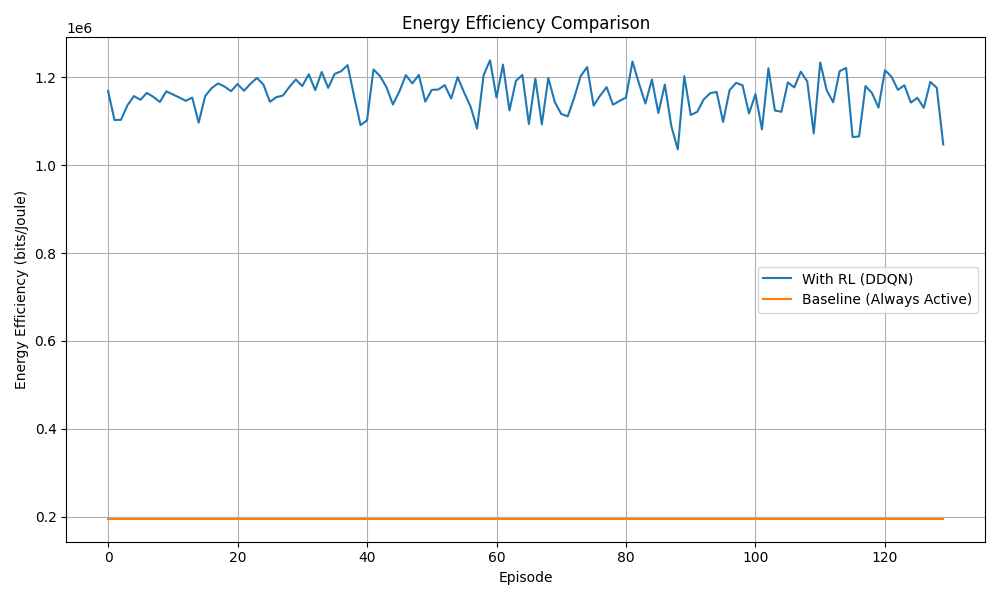 Energy Efficiency Comparison
1e6
1.2
1.0
0.8
0.6
0.4
0.2
Energy Efficiency (bits/Joule)
With RL (DDQN)
Baseline (Always Active)
0 20 40 60 80 100 120
Episode